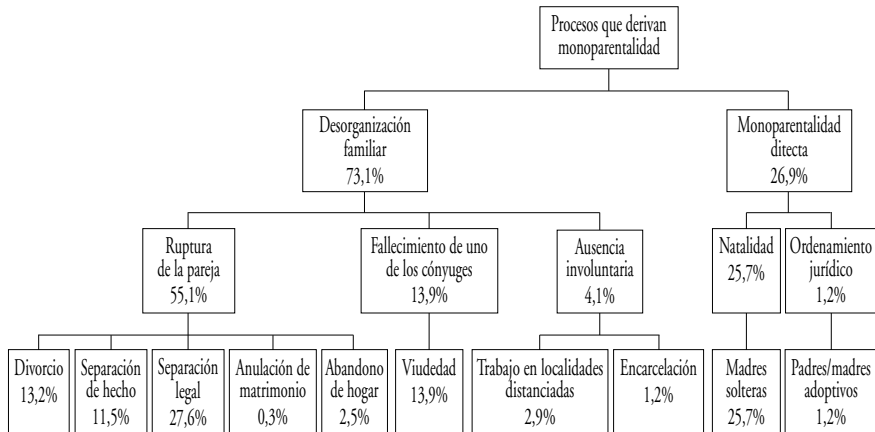 Procesos que derivan
monoparentalidad
Desorganización
familiar
73,1%
Monoparentalidad
ditecta
26,9%
Ruptura
de la pareja
55,1%
Fallecimiento de uno
de los cónyuges
13,9%
Ausencia
involuntaria
4,1%
Natalidad
25,7%
Ordenamiento
jurídico
1,2%
Divorcio
13,2%
Separación
de hecho
11,5%
Separación
legal
27,6%
Anulación de
matrimonio
0,3%
Abandono
de hogar
2,5%
Viudedad
13,9%
Trabajo en localidades
distanciadas
2,9%
Encarcelación
1,2%
Madres
solteras
25,7%
Padres/madres
adoptivos
1,2%